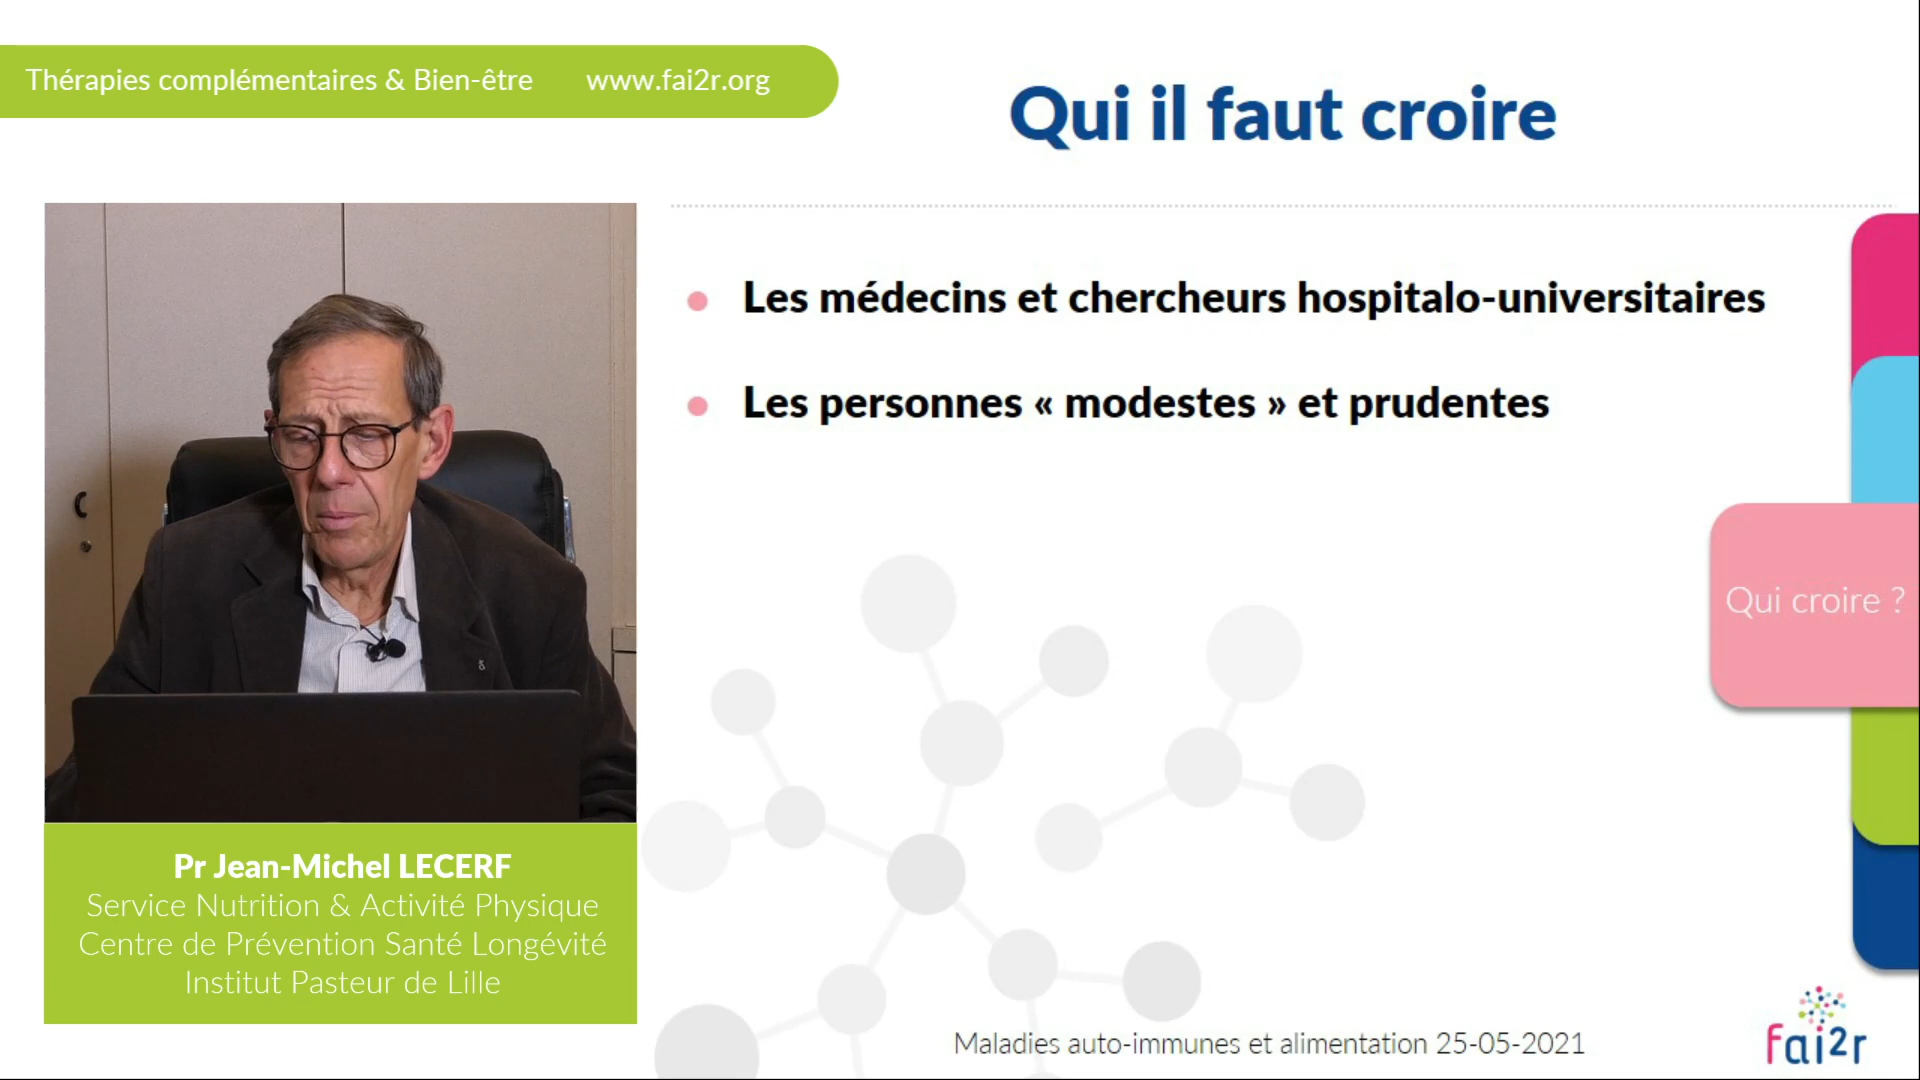 Thérapies complémentaires & Bien-être www.fai2r.org
Qui il faut croire
Les médecins et chercheurs hospitalo-universitaires
Les personnes « modestes » et prudentes
Qui croire ?
Pr Jean-Michel LECERF
Service Nutrition & Activité Physique
Centre de Prévention Santé Longévité
Institut Pasteur de Lille
Maladies auto-immunes et alimentation 25-05-2021
fai2r